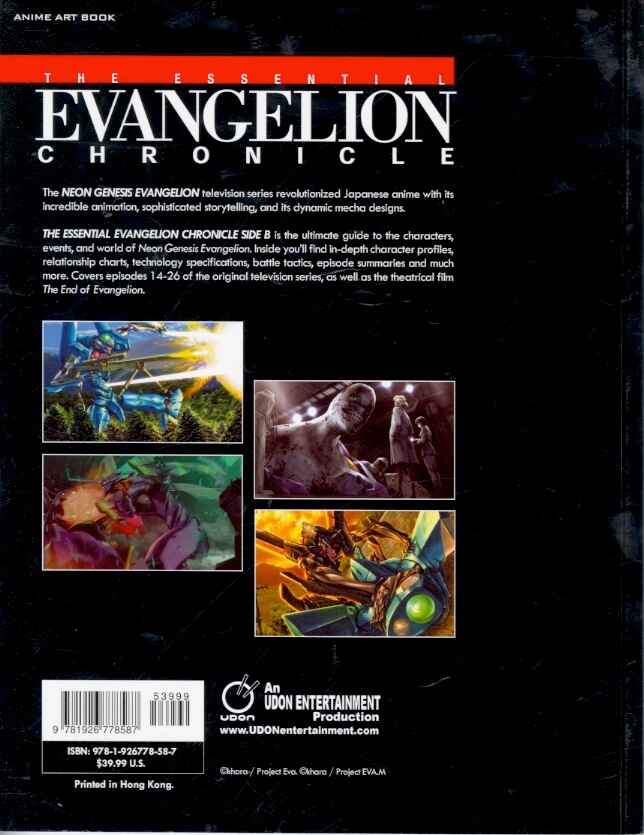 ANIME ART BOOK
THE ESSENTIAL
EVANGELION
CHRONICLE
The NEON GENESIS EVANGELION television series revolutionized Japanese anime with its
incredible animation, sophisticated storytelling, and its dynamic mecha designs.
THE ESSENTIAL EVANGELION CHRONICLE SIDE B is the ultimate guide to the characters,
events, and world of Neon Genesis Evangelion. Inside you'll find in-depth character profiles,
relationship charts, technology specifications, battle tactics, episode summaries and much
more. Covers episodes 14-26 of the original television series, as well as the theatrical film
The End of Evangelion.
53999
9 781926 778587
ISBN: 978-1-926778-58-7
$39.99 U.S.
Printed in Hong Kong.
UDON
An
UDON ENTERTAINMENT
Production
www.UDONentertainment.com
©khara / Project Eva. ©khara / Project EVA.M